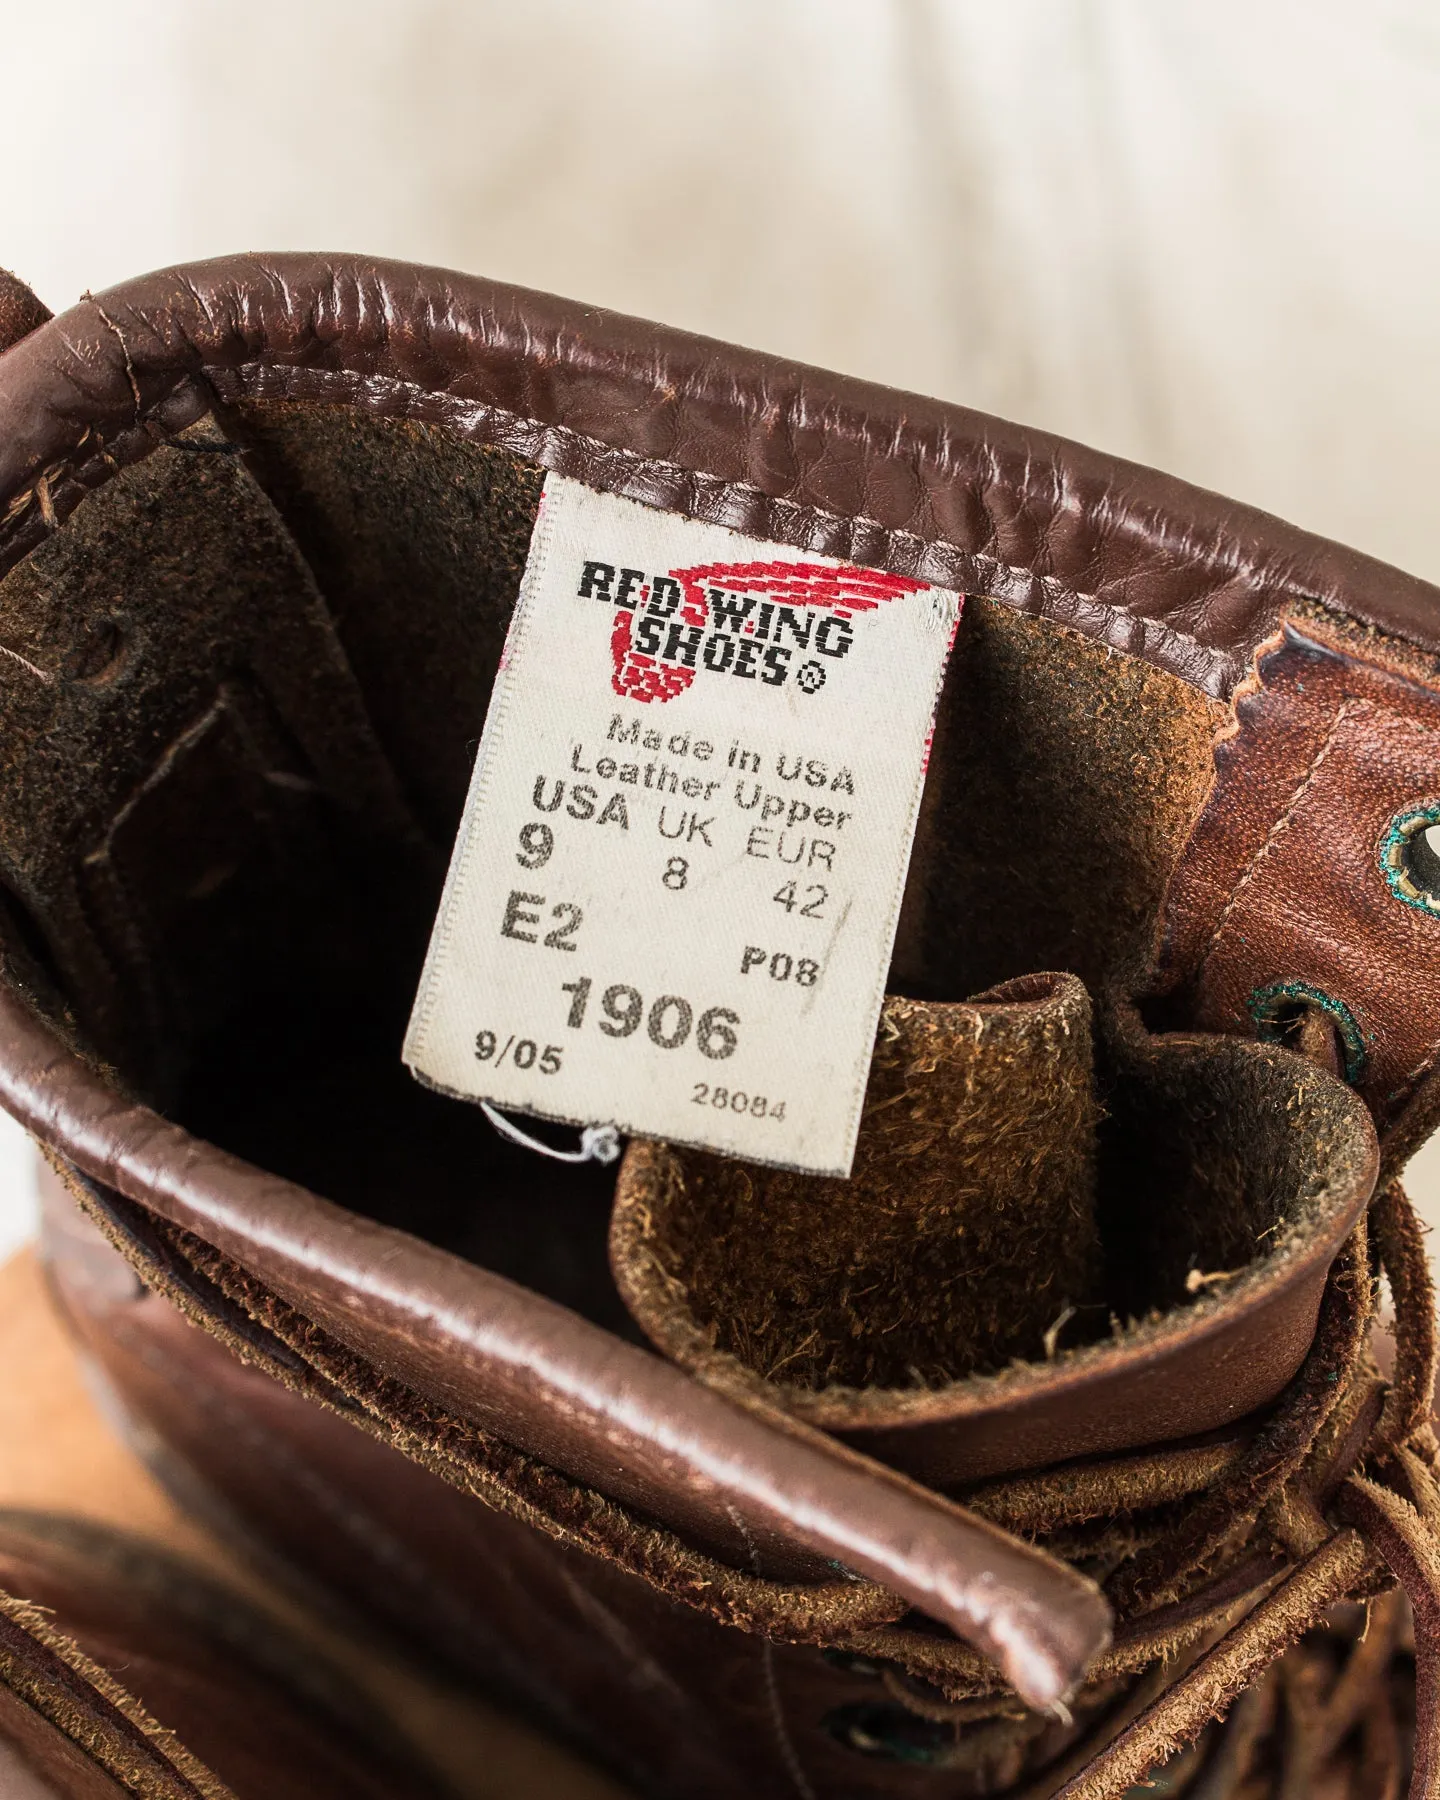 RED WING
SHOES®
Made in USA
Leather Upper
USA UK EUR
9 8 42
E2 P08
1906
9/05 28084